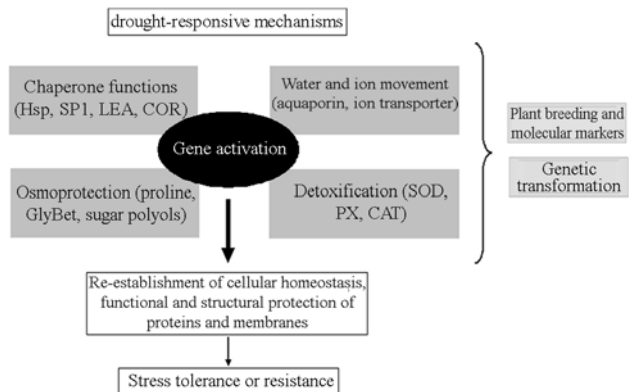 drought-responsive mechanisms
Chaperone functions
(Hsp, SP1, LEA, COR)
Water and ion movement
(aquaporin, ion transporter)
Gene activation
Osmoprotection (proline,
GlyBet, sugar polyols)
Detoxification (SOD,
PX, CAT)
Plant breeding and
molecular markers
Genetic
transformation
Re-establishment of cellular homeostasis,
functional and structural protection of
proteins and membranes
Stress tolerance or resistance